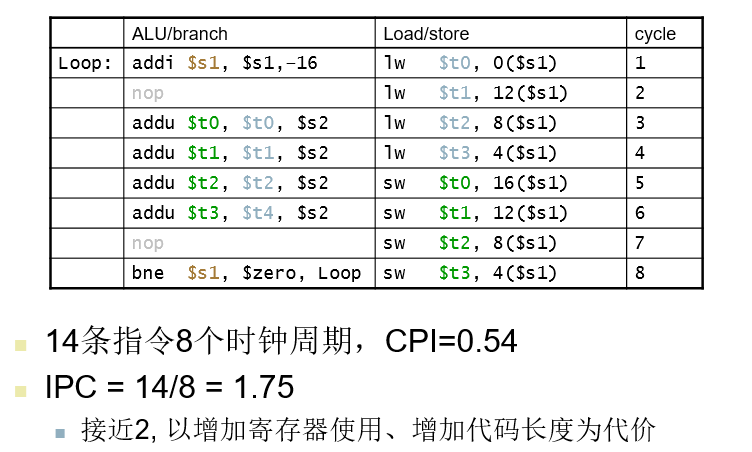 ALU/branch Load/store cycle
Loop: addi $s1, $s1,–16 lw $t0, 0($s1) 1
nop lw $t1, 12($s1) 2
addu $t0, $t0, $s2 lw $t2, 8($s1) 3
addu $t1, $t1, $s2 lw $t3, 4($s1) 4
addu $t2, $t2, $s2 sw $t0, 16($s1) 5
addu $t3, $t4, $s2 sw $t1, 12($s1) 6
nop sw $t2, 8($s1) 7
bne $s1, $zero, Loop sw $t3, 4($s1) 8
14条指令8个时钟周期，CPI=0.54
IPC = 14/8 = 1.75
接近2, 以增加寄存器使用、增加代码长度为代价